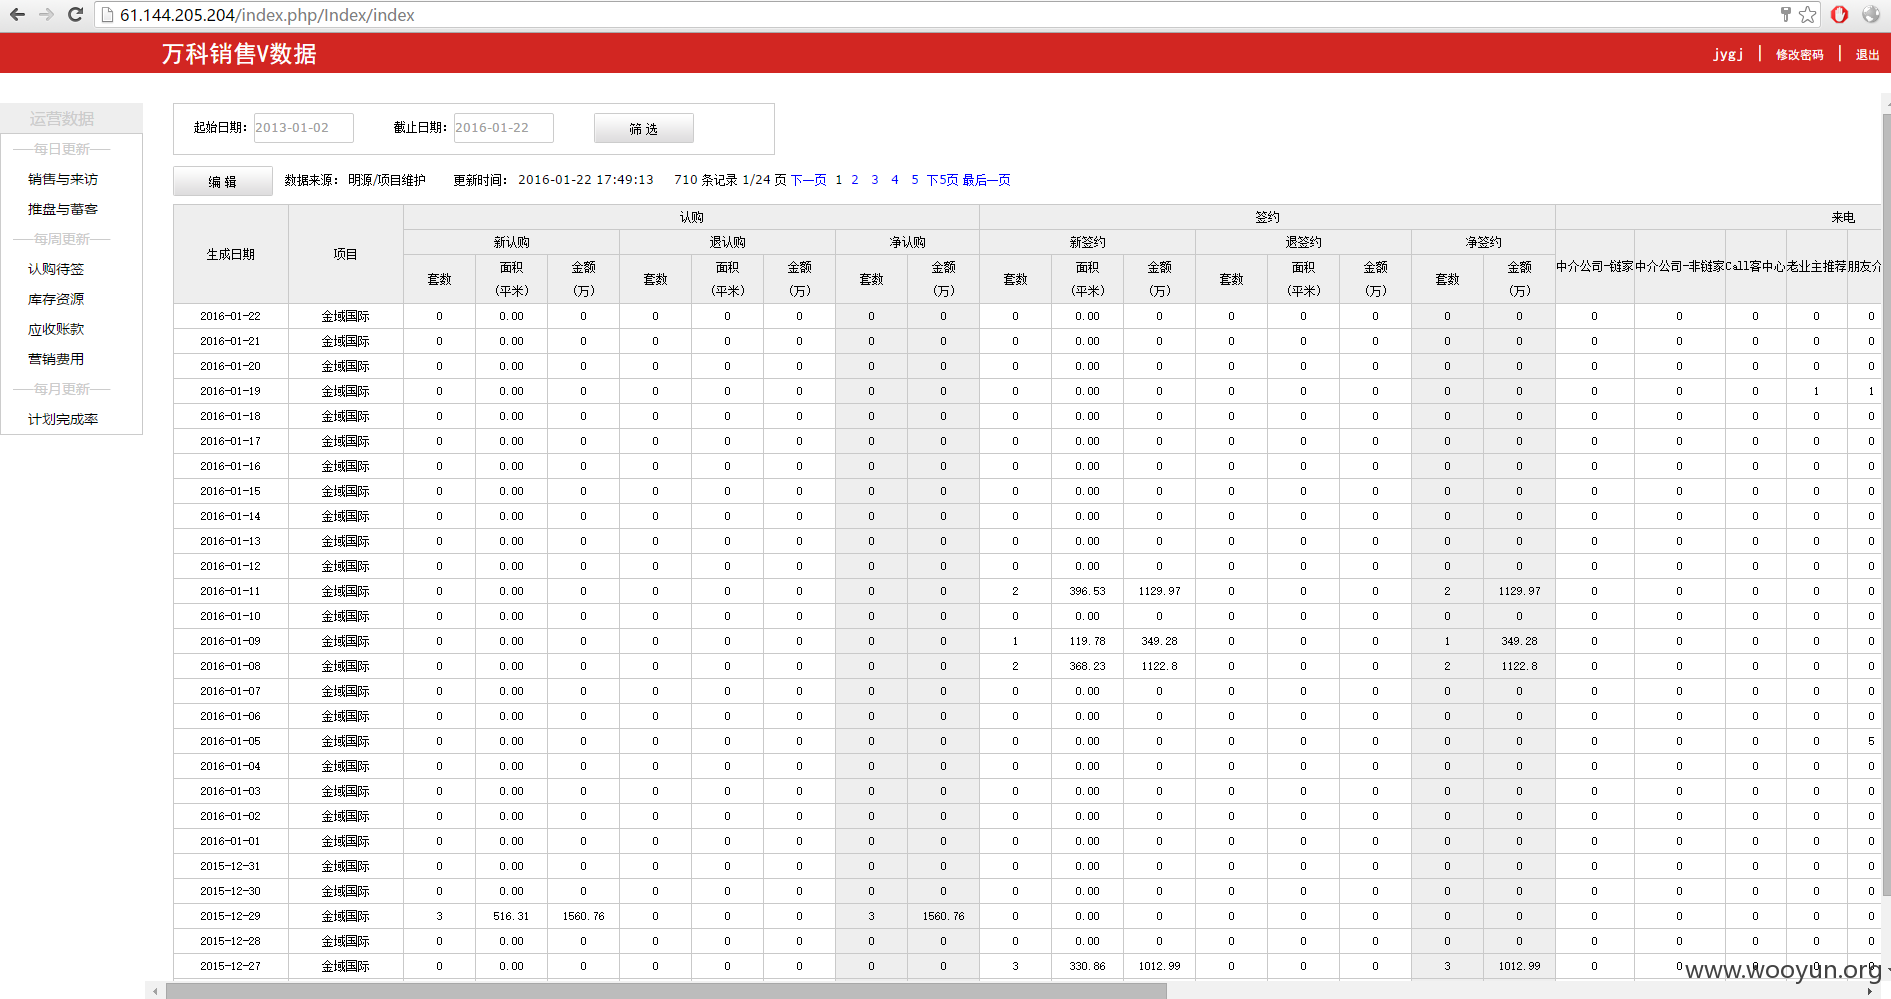 61.144.205.204/index.php/Index/index
万科销售V数据
jygj | 修改密码 | 退出
运营数据
每日更新
销售与来访
推盘与蓄客
每周更新
认购待签
库存资源
应收账款
营销费用
每月更新
计划完成率
起始日期： 2013-01-02 截止日期： 2016-01-22 筛 选
编 辑 数据来源： 明源/项目维护 更新时间： 2016-01-22 17:49:13 710 条记录 1/24 页 下一页 1 2 3 4 5 下5页 最后一页
生成日期 项目 认购 签约 来电
新认购 退认购 净认购 新签约 退签约 净签约 中介公司-链家 中介公司-非链家 Call客中心 老业主推荐 朋友介
套数 面积（平米） 金额（万） 套数 面积（平米） 金额（万） 套数 金额（万） 套数 面积（平米） 金额（万） 套数 面积（平米） 金额（万） 套数 金额（万）
2016-01-22 金域国际 0 0.00 0 0 0 0 0 0 0 0.00 0 0 0 0 0 0 0 0 0 0 0
2016-01-21 金域国际 0 0.00 0 0 0 0 0 0 0 0.00 0 0 0 0 0 0 0 0 0 0 0
2016-01-20 金域国际 0 0.00 0 0 0 0 0 0 0 0.00 0 0 0 0 0 0 0 0 0 0 0
2016-01-19 金域国际 0 0.00 0 0 0 0 0 0 0 0.00 0 0 0 0 0 0 0 0 0 1 1
2016-01-18 金域国际 0 0.00 0 0 0 0 0 0 0 0.00 0 0 0 0 0 0 0 0 0 0 0
2016-01-17 金域国际 0 0.00 0 0 0 0 0 0 0 0.00 0 0 0 0 0 0 0 0 0 0 0
2016-01-16 金域国际 0 0.00 0 0 0 0 0 0 0 0.00 0 0 0 0 0 0 0 0 0 0 0
2016-01-15 金域国际 0 0.00 0 0 0 0 0 0 0 0.00 0 0 0 0 0 0 0 0 0 0 0
2016-01-14 金域国际 0 0.00 0 0 0 0 0 0 0 0.00 0 0 0 0 0 0 0 0 0 0 0
2016-01-13 金域国际 0 0.00 0 0 0 0 0 0 0 0.00 0 0 0 0 0 0 0 0 0 0 0
2016-01-12 金域国际 0 0.00 0 0 0 0 0 0 0 0.00 0 0 0 0 0 0 0 0 0 0 0
2016-01-11 金域国际 0 0.00 0 0 0 0 0 0 2 396.53 1129.97 0 0 0 2 1129.97 0 0 0 0 0
2016-01-10 金域国际 0 0.00 0 0 0 0 0 0 0 0.00 0 0 0 0 0 0 0 0 0 0 0
2016-01-09 金域国际 0 0.00 0 0 0 0 0 0 1 119.78 349.28 0 0 0 1 349.28 0 0 0 0 0
2016-01-08 金域国际 0 0.00 0 0 0 0 0 0 2 368.23 1122.8 0 0 0 2 1122.8 0 0 0 0 0
2016-01-07 金域国际 0 0.00 0 0 0 0 0 0 0 0.00 0 0 0 0 0 0 0 0 0 0 0
2016-01-06 金域国际 0 0.00 0 0 0 0 0 0 0 0.00 0 0 0 0 0 0 0 0 0 0 0
2016-01-05 金域国际 0 0.00 0 0 0 0 0 0 0 0.00 0 0 0 0 0 0 0 0 0 0 5
2016-01-04 金域国际 0 0.00 0 0 0 0 0 0 0 0.00 0 0 0 0 0 0 0 0 0 0 0
2016-01-03 金域国际 0 0.00 0 0 0 0 0 0 0 0.00 0 0 0 0 0 0 0 0 0 0 0
2016-01-02 金域国际 0 0.00 0 0 0 0 0 0 0 0.00 0 0 0 0 0 0 0 0 0 0 0
2016-01-01 金域国际 0 0.00 0 0 0 0 0 0 0 0.00 0 0 0 0 0 0 0 0 0 0 0
2015-12-31 金域国际 0 0.00 0 0 0 0 0 0 0 0.00 0 0 0 0 0 0 0 0 0 0 0
2015-12-30 金域国际 0 0.00 0 0 0 0 0 0 0 0.00 0 0 0 0 0 0 0 0 0 0 0
2015-12-29 金域国际 3 516.31 1560.76 0 0 0 3 1560.76 0 0.00 0 0 0 0 0 0 0 0 0 0 0
2015-12-28 金域国际 0 0.00 0 0 0 0 0 0 0 0.00 0 0 0 0 0 0 0 0 0 0 0
2015-12-27 金域国际 0 0.00 0 0 0 0 0 0 3 330.86 1012.99 0 0 0 3 1012.99 0 0 0 0 0
www.wooyun.org